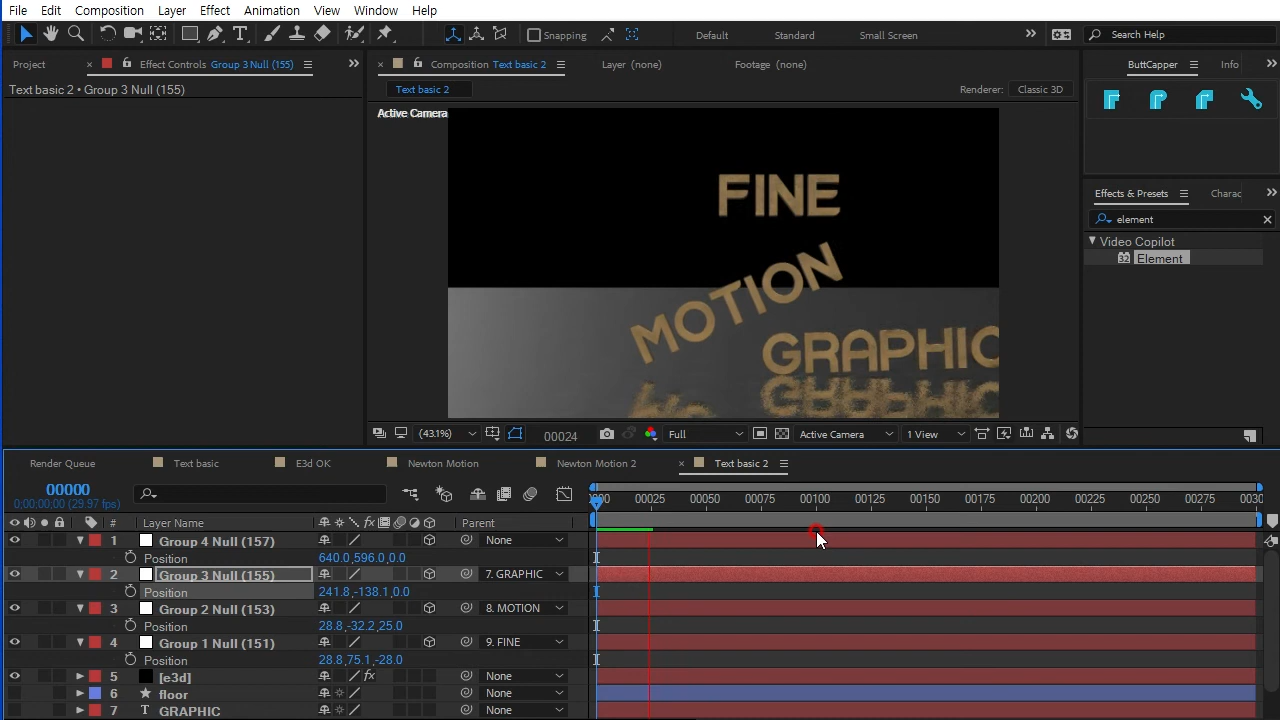 File Edit Composition Layer Effect Animation View Window Help
Snapping Default Standard Small Screen Search Help
Project Effect Controls Group 3 Null (155) Composition Text basic 2 Layer (none) Footage (none) ButtCapper Info
Text basic 2 • Group 3 Null (155) Text basic 2 Renderer: Classic 3D
Active Camera
FINE
MOTION
GRAPHIC
Effects & Presets Charac
element
Video Copilot
32 Element
(43.1%) 00024 Full Active Camera 1 View
Render Queue Text basic E3d OK Newton Motion Newton Motion 2 Text basic 2
00000
0:00:00:00 (29.97 fps)
000 00025 00050 00075 00100 00125 00150 00175 00200 00225 00250 00275 0030
# Layer Name fx Parent
1 Group 4 Null (157) None
Position 640.0,596.0,0.0
2 Group 3 Null (155) 7. GRAPHIC
Position 241.8,-138.1,0.0
3 Group 2 Null (153) 8. MOTION
Position 28.8,-32.2,25.0
4 Group 1 Null (151) 9. FINE
Position 28.8,75.1,-28.0
5 [e3d] fx None
6 floor None
7 T GRAPHIC None